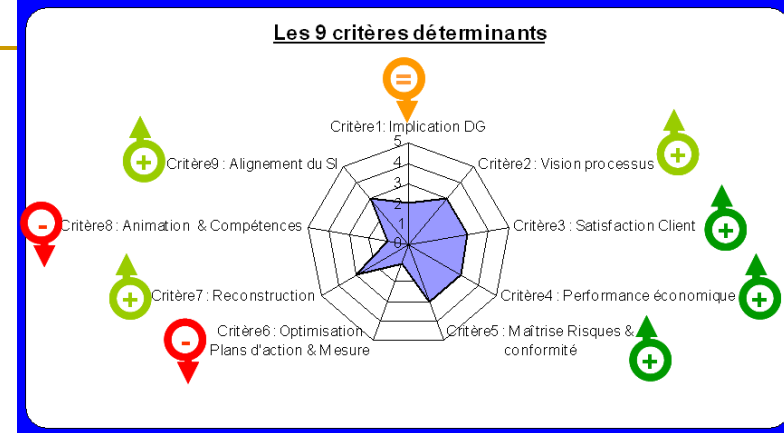 Les 9 critères déterminants
=
Critère1: Implication DG
5
4
3
2
1
0
+
Critère2 : Vision processus
+
Critère3 : Satisfaction Client
+
Critère4 : Performance économique
+
Critère5 : Maîtrise Risques &
conformité
+
Critère6 : Optimisation
Plans d'action & Mesure
-
Critère7 : Reconstruction
+
Critère8 : Animation & Compétences
-
Critère9 : Alignement du SI
+